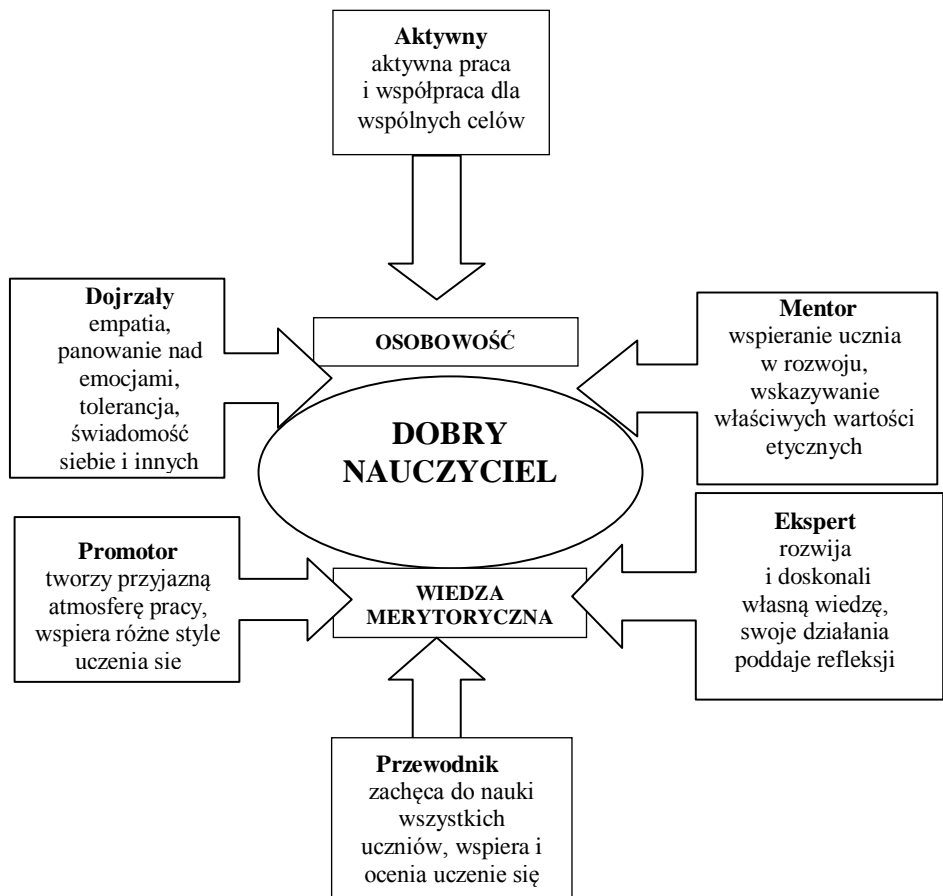 Aktywny
aktywna praca
i współpraca dla
wspólnych celów
Dojrzały
empatia,
panowanie nad
emocjami,
tolerancja,
świadomość
siebie i innych
OSOBOWOŚĆ
Mentor
wspieranie ucznia
w rozwoju,
wskazywanie
właściwych wartości
etycznych
DOBRY
NAUCZYCIEL
Promotor
tworzy przyjazną
atmosferę pracy,
wspiera różne style
uczenia sie
WIEDZA
MERYTORYCZNA
Ekspert
rozwija
i doskonali
własną wiedzę,
swoje działania
poddaje refleksji
Przewodnik
zachęca do nauki
wszystkich
uczniów, wspiera i
ocenia uczenie się